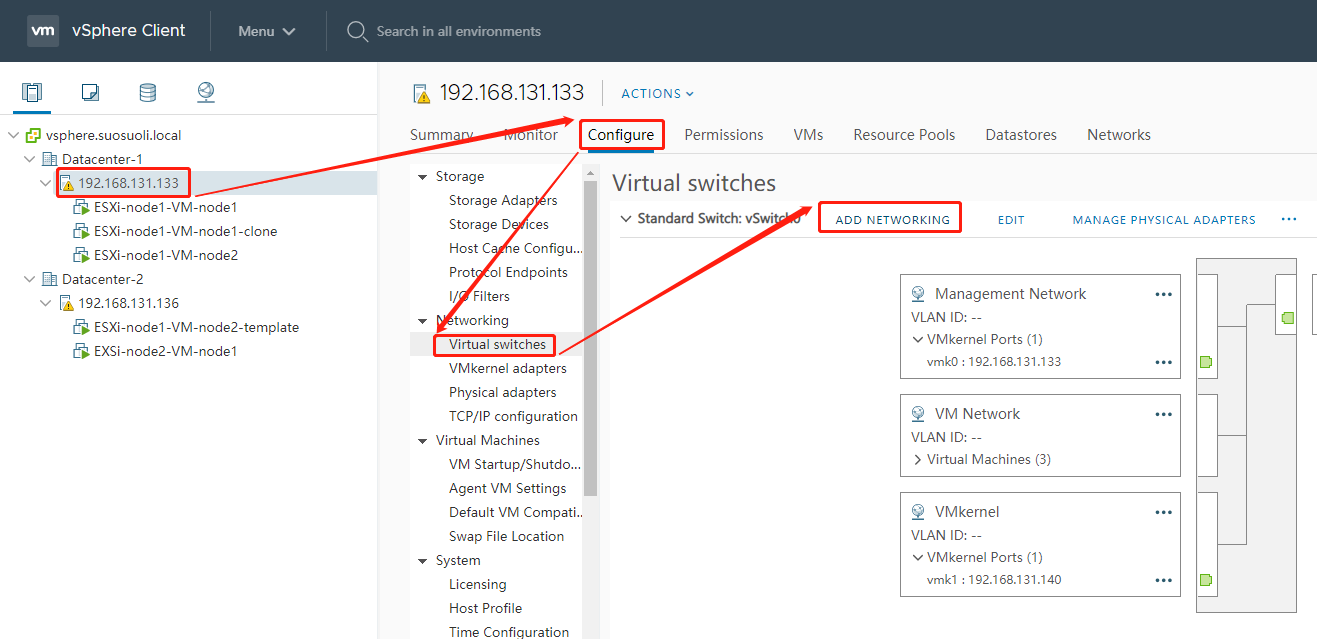 vm vSphere Client Menu Search in all environments
192.168.131.133 ACTIONS
Summary Monitor Configure Permissions VMs Resource Pools Datastores Networks
vsphere.suosuoli.local
Datacenter-1
192.168.131.133
ESXi-node1-VM-node1
ESXi-node1-VM-node1-clone
ESXi-node1-VM-node2
Datacenter-2
192.168.131.136
ESXi-node1-VM-node2-template
EXSi-node2-VM-node1
Storage
Storage Adapters
Storage Devices
Host Cache Configu...
Protocol Endpoints
I/O Filters
Networking
Virtual switches
VMkernel adapters
Physical adapters
TCP/IP configuration
Virtual Machines
VM Startup/Shutdo...
Agent VM Settings
Default VM Compati..
Swap File Location
System
Licensing
Host Profile
Time Configuration
Virtual switches
Standard Switch: vSwitch0 ADD NETWORKING EDIT MANAGE PHYSICAL ADAPTERS ...
Management Network ...
VLAN ID: --
VMkernel Ports (1)
vmk0 : 192.168.131.133 ...
VM Network ...
VLAN ID: --
Virtual Machines (3)
VMkernel ...
VLAN ID: --
VMkernel Ports (1)
vmk1 : 192.168.131.140 ...